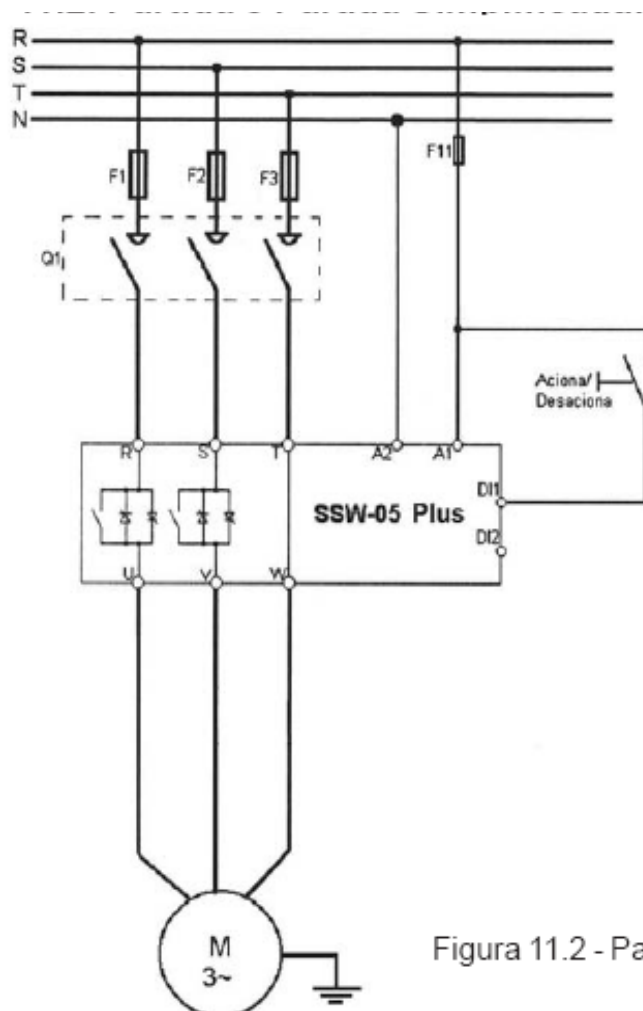 R
S
T
N
F1
F2
F3
F11
Q1
Aciona/
Desaciona
R
S
T
A2
A1
DI1
SSW-05 Plus
DI2
U
V
W
M
3~
Figura 11.2 - Pa